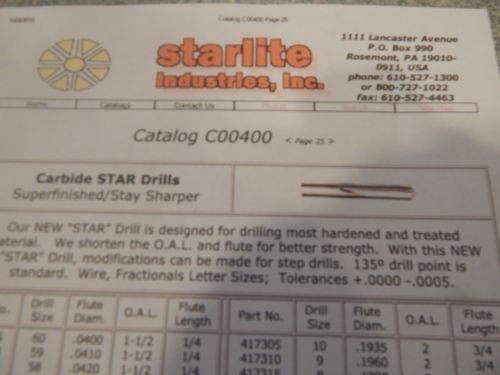 Catalog C00400 Page 25
starlite
Industries, Inc.
1111 Lancaster Avenue
P.O. Box 990
Rosemont, PA 19010-
0911, USA
phone: 610-527-1300
or 800-727-1022
fax: 610-527-4463
Home Catalogs Contact Us
Catalog C00400 < Page 25 >
Carbide STAR Drills
Superfinished/Stay Sharper
Our NEW "STAR" Drill is designed for drilling most hardened and treated
aterial. We shorten the O.A.L. and flute for better strength. With this NEW
"STAR" Drill, modifications can be made for step drills. 135º drill point is
standard. Wire, Fractionals Letter Sizes; Tolerances +.0000 -.0005.
o. Drill Size Flute Diam. O.A.L. Flute Length Part No. Drill Size Flute Diam. O.A.L. Flute Length
60 .0400 1-1/2 1/4 417305 10 .1935 2 3/4
59 .0410 1-1/2 1/4 417310 9 .1960 2 3/4
58 .0420 1-1/2 1/4